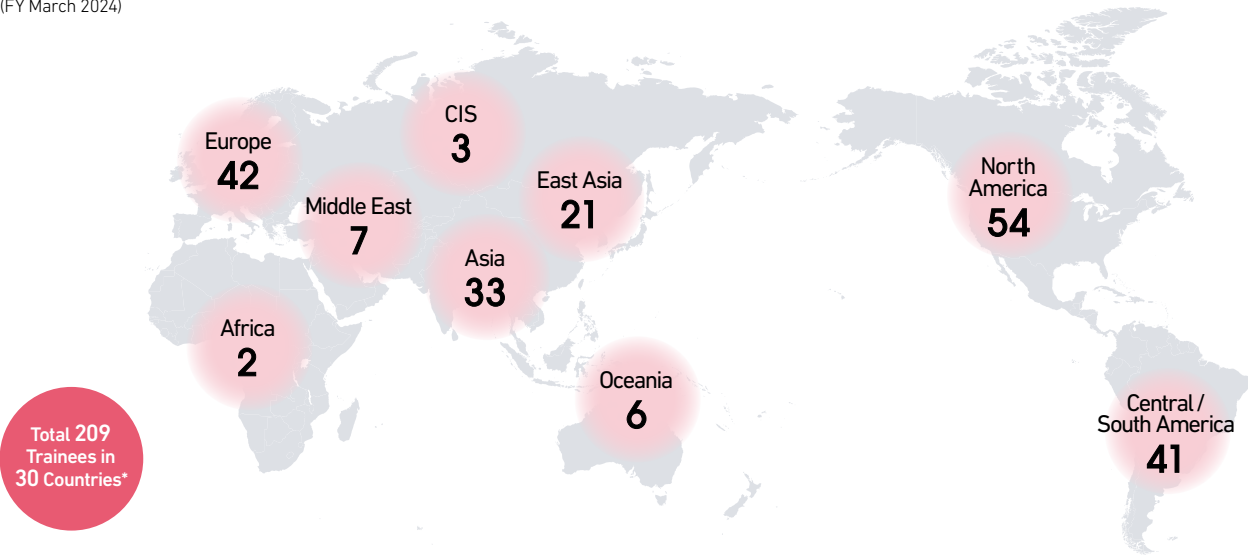 (FY March 2024)
CIS
3
Europe
42
East Asia
21
North
America
54
Middle East
7
Asia
33
Africa
2
Oceania
6
Central /
South America
41
Total 209
Trainees in
30 Countries*